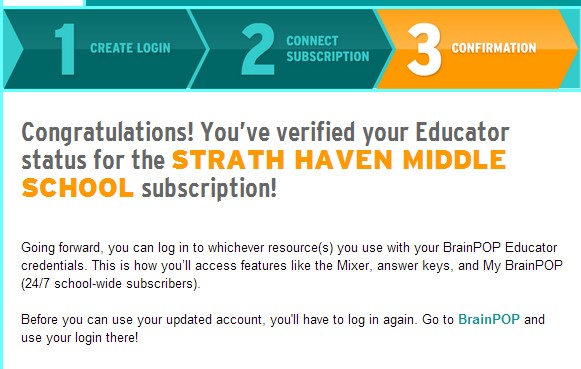 1 CREATE LOGIN
2 CONNECT SUBSCRIPTION
3 CONFIRMATION
Congratulations! You've verified your Educator
status for the STRATH HAVEN MIDDLE
SCHOOL subscription!
Going forward, you can log in to whichever resource(s) you use with your BrainPOP Educator
credentials. This is how you'll access features like the Mixer, answer keys, and My BrainPOP
(24/7 school-wide subscribers).
Before you can use your updated account, you'll have to log in again. Go to BrainPOP and
use your login there!